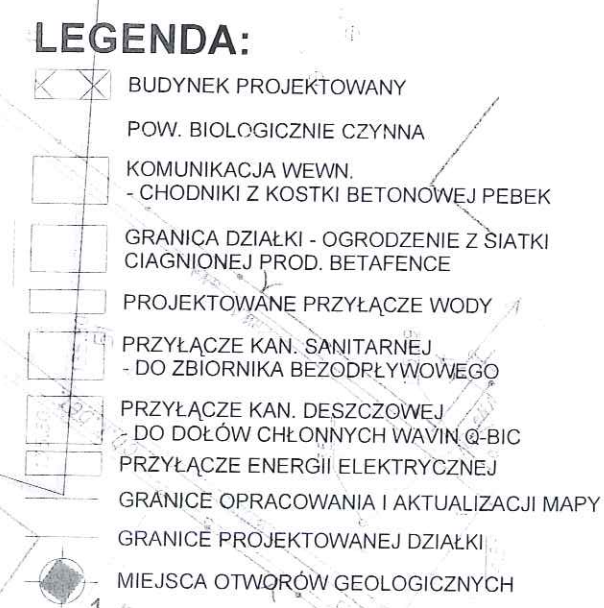 LEGENDA:
BUDYNEK PROJEKTOWANY
POW. BIOLOGICZNIE CZYNNA
KOMUNIKACJA WEWN.
- CHODNIKI Z KOSTKI BETONOWEJ PEBEK
GRANICA DZIAŁKI - OGRODZENIE Z SIATKI
CIAGNIONEJ PROD. BETAFENCE
PROJEKTOWANE PRZYŁĄCZE WODY
PRZYŁĄCZE KAN. SANITARNEJ
- DO ZBIORNIKA BEZODPŁYWOWEGO
PRZYŁĄCZE KAN. DESZCZOWEJ
- DO DOŁÓW CHŁONNYCH WAVIN Q-BIC
PRZYŁĄCZE ENERGII ELEKTRYCZNEJ
GRANICE OPRACOWANIA I AKTUALIZACJI MAPY
GRANICE PROJEKTOWANEJ DZIAŁKI
MIEJSCA OTWORÓW GEOLOGICZNYCH
1